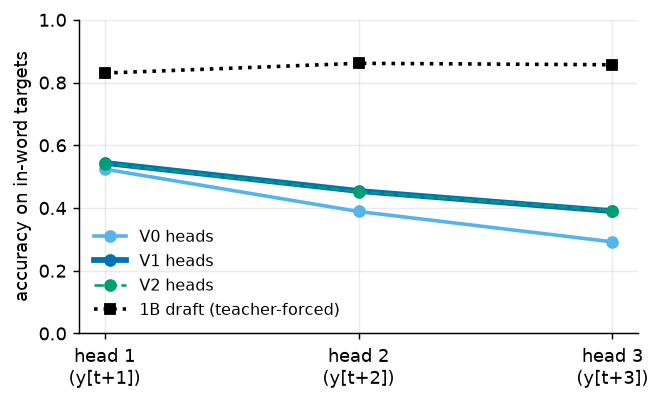 1.0
0.8
0.6
0.4
0.2
0.0
accuracy on in-word targets
V0 heads
V1 heads
V2 heads
1B draft (teacher-forced)
head 1
(y[t+1])
head 2
(y[t+2])
head 3
(y[t+3])